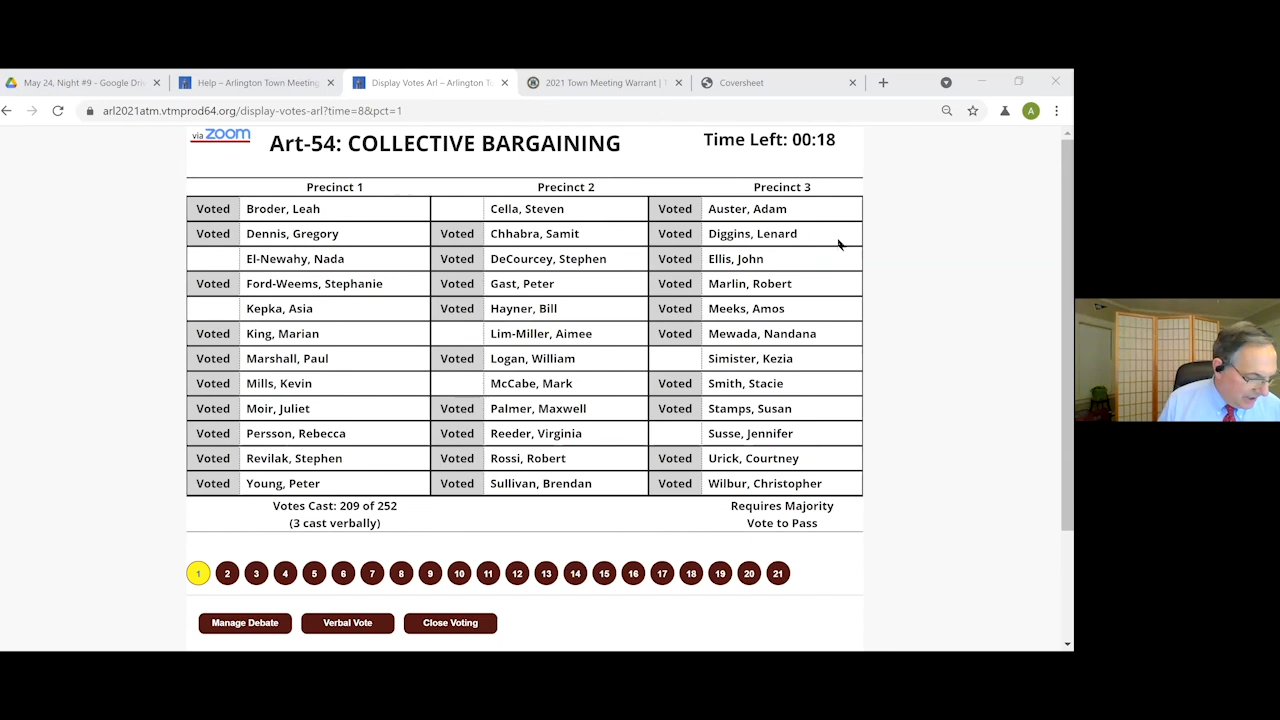 May 24, Night #9 - Google Dri
Help – Arlington Town Meeting
Display Votes Arl – Arlington To
2021 Town Meeting Warrant | T
Coversheet
arl2021atm.vtmprod64.org/display-votes-arl?time=8&pct=1
A
via zoom
Art-54: COLLECTIVE BARGAINING
Time Left: 00:18
Precinct 1 Precinct 2 Precinct 3
Voted Broder, Leah Cella, Steven Voted Auster, Adam
Voted Dennis, Gregory Voted Chhabra, Samit Voted Diggins, Lenard
El-Newahy, Nada Voted DeCourcey, Stephen Voted Ellis, John
Voted Ford-Weems, Stephanie Voted Gast, Peter Voted Marlin, Robert
Kepka, Asia Voted Hayner, Bill Voted Meeks, Amos
Voted King, Marian Lim-Miller, Aimee Voted Mewada, Nandana
Voted Marshall, Paul Voted Logan, William Simister, Kezia
Voted Mills, Kevin McCabe, Mark Voted Smith, Stacie
Voted Moir, Juliet Voted Palmer, Maxwell Voted Stamps, Susan
Voted Persson, Rebecca Voted Reeder, Virginia Susse, Jennifer
Voted Revilak, Stephen Voted Rossi, Robert Voted Urick, Courtney
Voted Young, Peter Voted Sullivan, Brendan Voted Wilbur, Christopher
Votes Cast: 209 of 252 Requires Majority
(3 cast verbally) Vote to Pass
1 2 3 4 5 6 7 8 9 10 11 12 13 14 15 16 17 18 19 20 21
Manage Debate Verbal Vote Close Voting